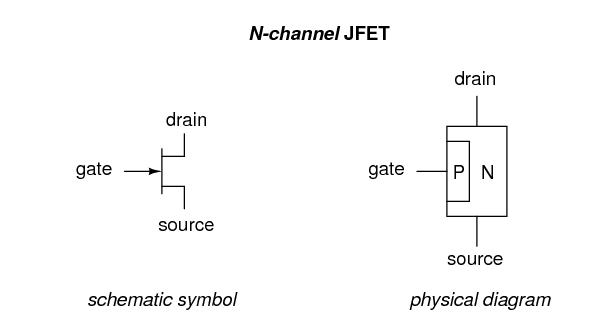 N-channel JFET
drain
gate
source
schematic symbol
drain
gate
P N
source
physical diagram